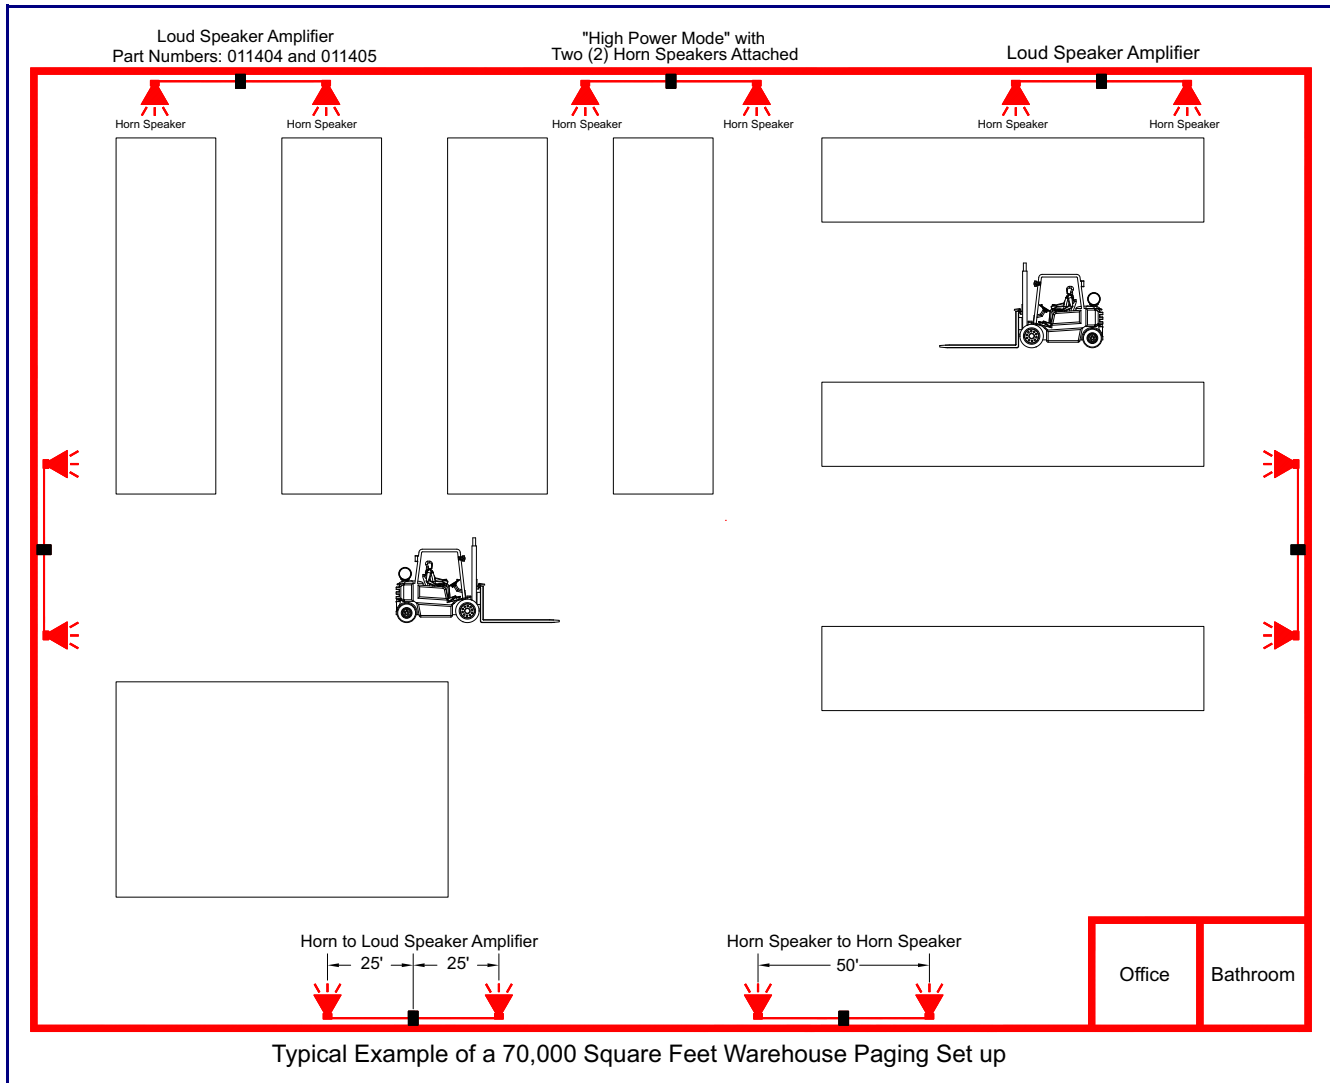 Loud Speaker Amplifier
Part Numbers: 011404 and 011405
"High Power Mode" with
Two (2) Horn Speakers Attached
Loud Speaker Amplifier
Horn Speaker
Horn Speaker
Horn Speaker
Horn Speaker
Horn Speaker
Horn Speaker
Horn to Loud Speaker Amplifier
25'
25'
Horn Speaker to Horn Speaker
50'
Office
Bathroom
Typical Example of a 70,000 Square Feet Warehouse Paging Set up